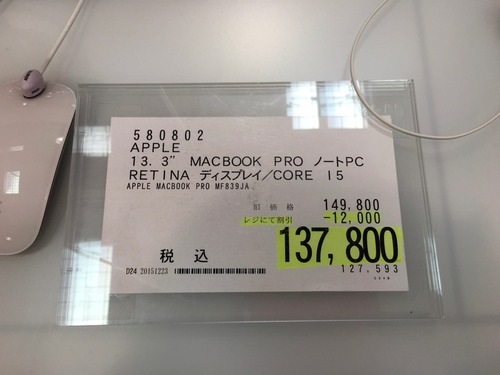 580802
APPLE
13.3" MACBOOK PRO ノートPC
RETINA ディスプレイ/CORE I5
APPLE MACBOOK PRO MF839JA
旧価格 149,800
レジにて割引 -12,000
税込 137,800
127,593
D24 20151223